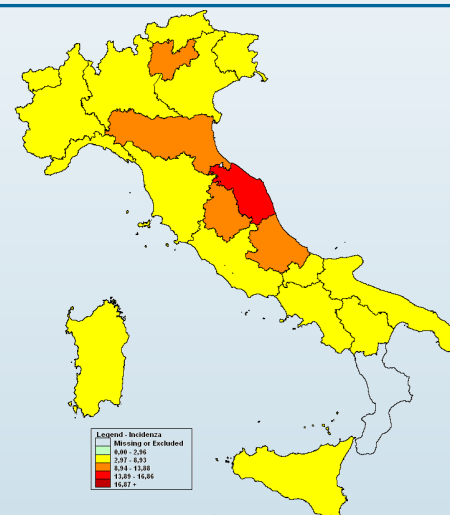 Legend - Incidenza
Missing or Excluded
0,00 - 2,96
2,97 - 8,93
8,94 - 13,88
13,89 - 16,86
16,87 +